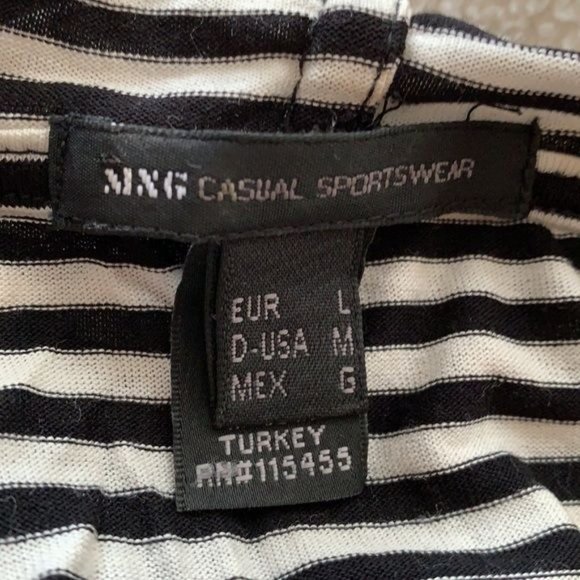 MNG CASUAL SPORTSWEAR
EUR L
D-USA M
MEX G
TURKEY
RN#115455